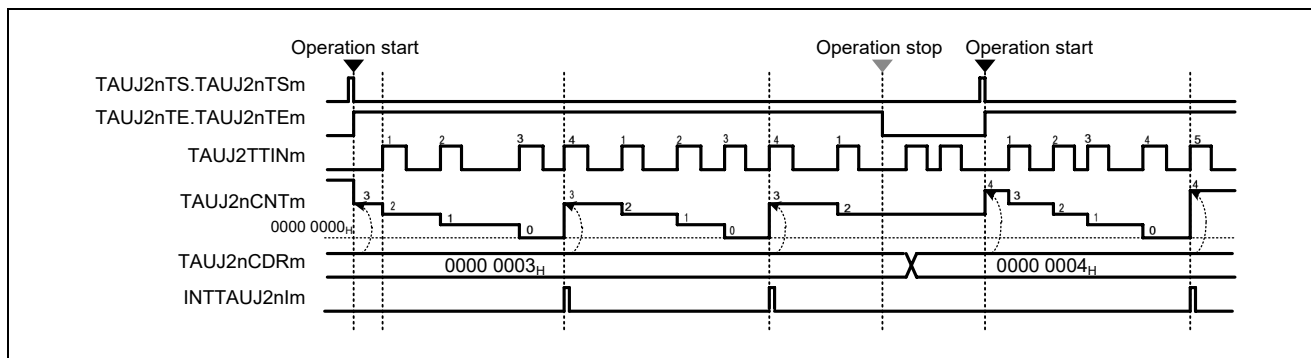 Operation start Operation stop Operation start
TAUJ2nTS.TAUJ2nTSm
TAUJ2nTE.TAUJ2nTEm
TAUJ2TTINm 1 2 3 4 1 2 3 4 1 1 2 3 4 5
TAUJ2nCNTm 3 2 1 0 3 2 1 0 3 2 4 3 2 1 0 4
0000 0000H
TAUJ2nCDRm 0000 0003H 0000 0004H
INTTAUJ2nIm